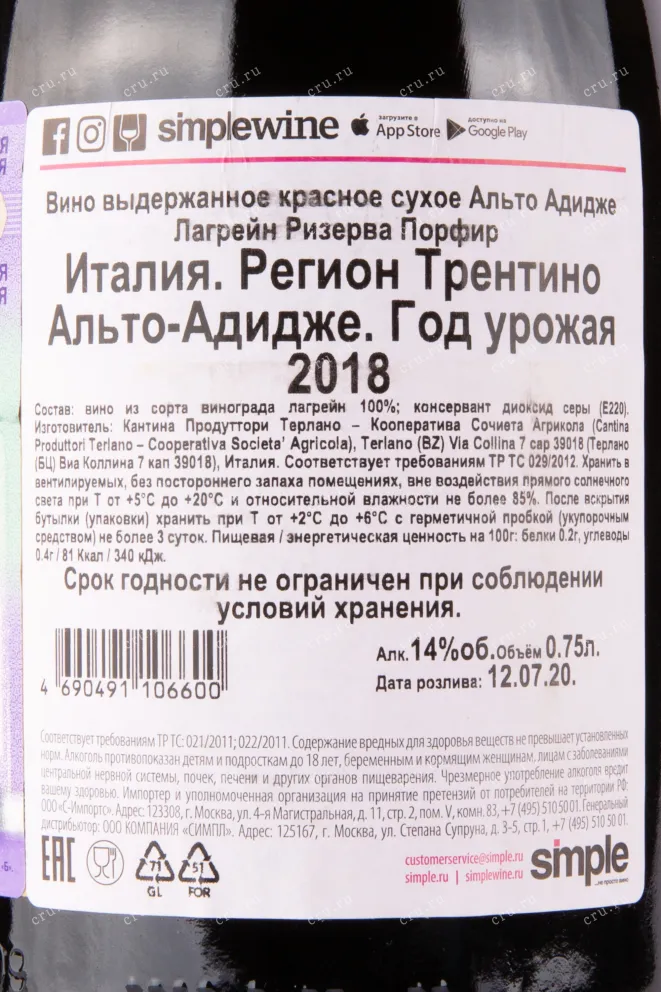 simplewine загрузите в App Store доступно на Google Play
Вино выдержанное красное сухое Альто Адидже
Лагрейн Ризерва Порфир
Италия. Регион Трентино
Альто-Адидже. Год урожая
2018
Состав: вино из сорта винограда лагрейн 100%; консервант диоксид серы (Е220).
Изготовитель: Кантина Продуттори Терлано – Кооператива Сочиета Агрикола (Cantina
Produttori Terlano – Cooperativa Societa' Agricola), Terlano (BZ) Via Collina 7 cap 39018 (Терлано
(БЦ) Виа Коллина 7 кап 39018), Италия. Соответствует требованиям ТР ТС 029/2012. Хранить в
вентилируемых, без постороннего запаха помещениях, вне воздействия прямого солнечного
света при Т от +5°С до +20°С и относительной влажности не более 85%. После вскрытия
бутылки (упаковки) хранить при Т от +2°С до +6°С с герметичной пробкой (укупорочным
средством) не более 3 суток. Пищевая / энергетическая ценность на 100г: белки 0.2г, углеводы
0.4г / 81 Ккал / 340 кДж.
Срок годности не ограничен при соблюдении
условий хранения.
4 690491 106600
Алк. 14%об. Объём 0.75л.
Дата розлива: 12.07.20.
Соответствует требованиям ТР ТС: 021/2011; 022/2011. Содержание вредных для здоровья веществ не превышает установленных
норм. Алкоголь противопоказан детям и подросткам до 18 лет, беременным и кормящим женщинам, лицам с заболеваниями
центральной нервной системы, почек, печени и других органов пищеварения. Чрезмерное употребление алкоголя вредит
вашему здоровью. Импортер и уполномоченная организация на принятие претензий от потребителей на территории РФ:
ООО «С-Импортс». Адрес: 123308, г. Москва, ул. 4-я Магистральная, д. 11, стр. 2, пом. V, комн. 83, +7 (495) 510 50 01. Генеральный
дистрибьютор: ООО КОМПАНИЯ «СИМПЛ». Адрес: 125167, г. Москва, ул. Степана Супруна, д. 3-5, стр. 1, +7 (495) 510 50 01.
EAC 71 GL 51 FOR
customerservice@simple.ru
simple.ru | simplewine.ru
simple
...не просто вино
cru.ru